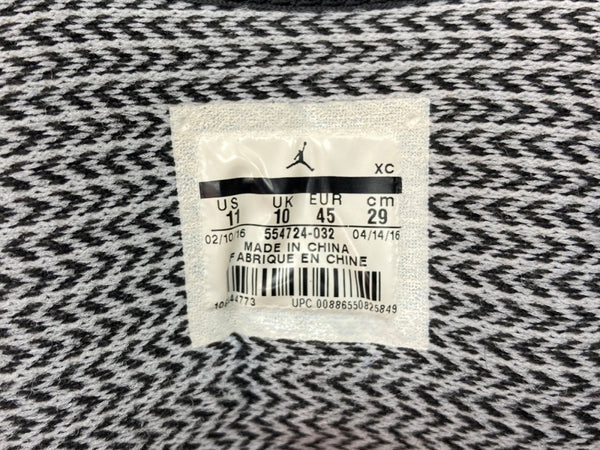 XC
US UK EUR cm
11 10 45 29
02/10/16 554724-032 04/14/16
MADE IN CHINA
FABRIQUE EN CHINE
UPC 00886550825849